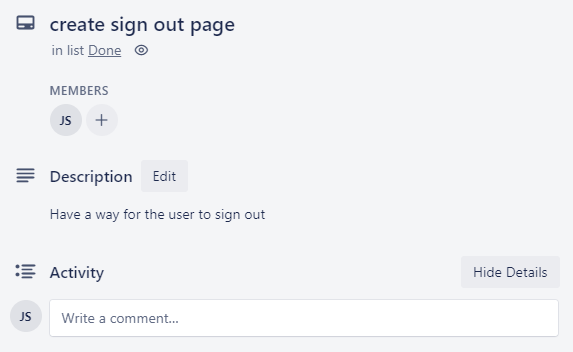 create sign out page
in list Done
MEMBERS
JS
Description Edit
Have a way for the user to sign out
Activity Hide Details
JS Write a comment...